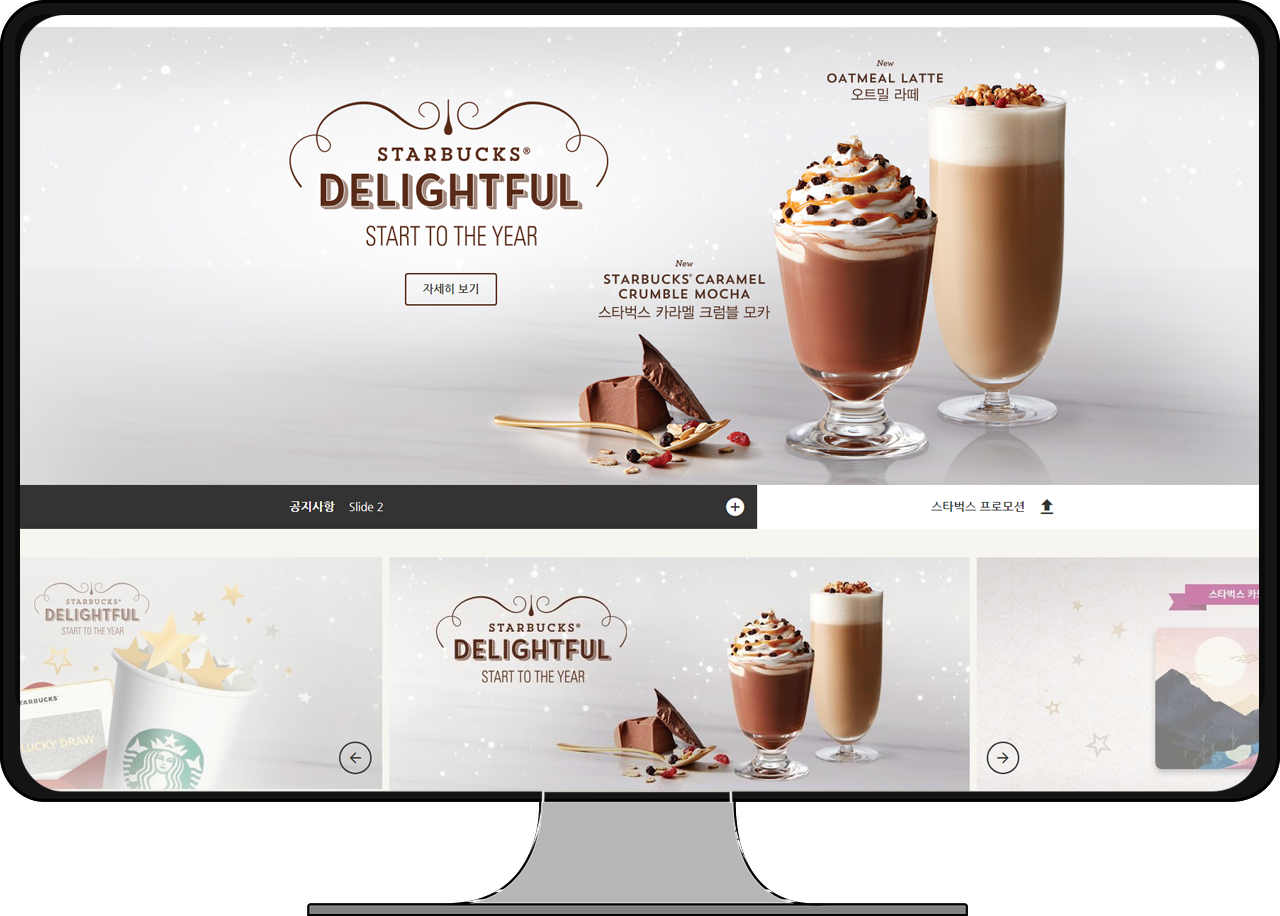 New
OATMEAL LATTE
오트밀 라떼
STARBUCKS®
DELIGHTFUL
START TO THE YEAR
자세히 보기
New
STARBUCKS® CARAMEL
CRUMBLE MOCHA
스타벅스 카라멜 크럼블 모카
공지사항 Slide 2
스타벅스 프로모션
STARBUCKS®
DELIGHTFUL
START TO THE YEAR
STARBUCKS®
LUCKY DRAW
STARBUCKS®
DELIGHTFUL
START TO THE YEAR
스타벅스